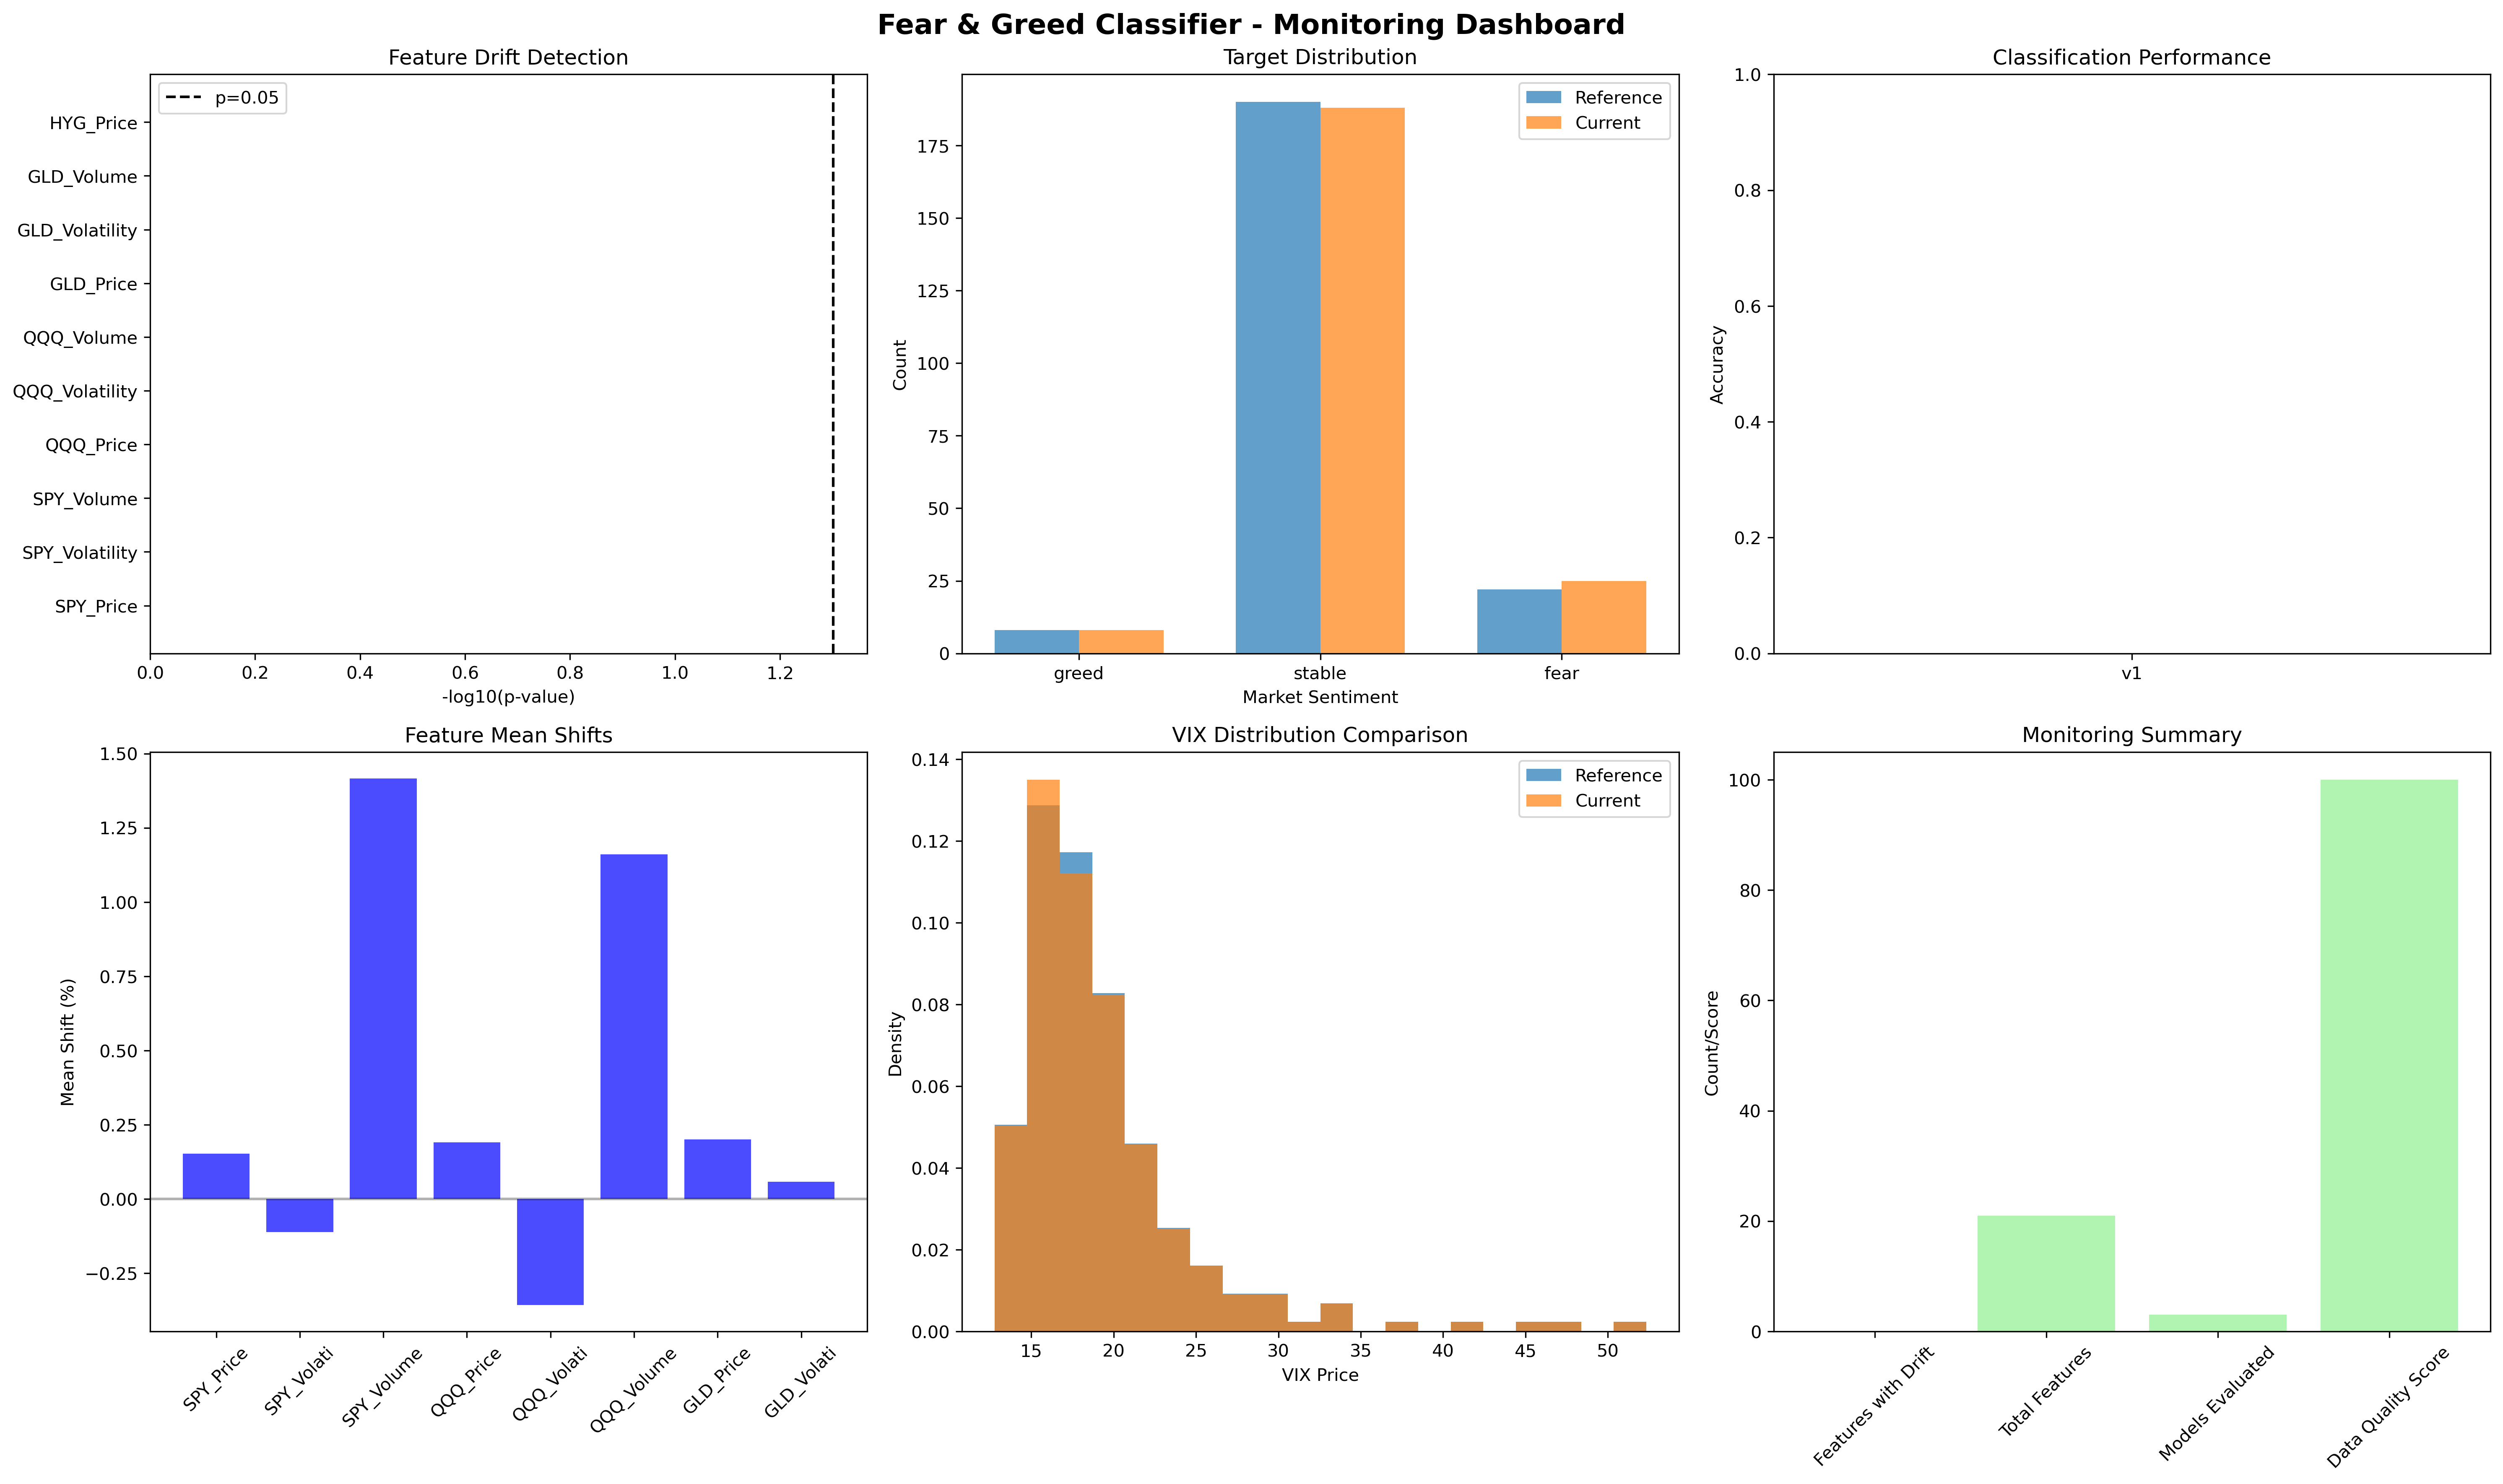 Fear & Greed Classifier - Monitoring Dashboard
Feature Drift Detection
p=0.05
HYG_Price
GLD_Volume
GLD_Volatility
GLD_Price
QQQ_Volume
QQQ_Volatility
QQQ_Price
SPY_Volume
SPY_Volatility
SPY_Price
0.0 0.2 0.4 0.6 0.8 1.0 1.2
-log10(p-value)
Target Distribution
Reference
Current
Count
175
150
125
100
75
50
25
0
greed stable fear
Market Sentiment
Classification Performance
Accuracy
1.0
0.8
0.6
0.4
0.2
0.0
v1
Feature Mean Shifts
Mean Shift (%)
1.50
1.25
1.00
0.75
0.50
0.25
0.00
−0.25
SPY_Price
SPY_Volati
SPY_Volume
QQQ_Price
QQQ_Volati
QQQ_Volume
GLD_Price
GLD_Volati
VIX Distribution Comparison
Reference
Current
Density
0.14
0.12
0.10
0.08
0.06
0.04
0.02
0.00
15 20 25 30 35 40 45 50
VIX Price
Monitoring Summary
Count/Score
100
80
60
40
20
0
Features with Drift
Total Features
Models Evaluated
Data Quality Score